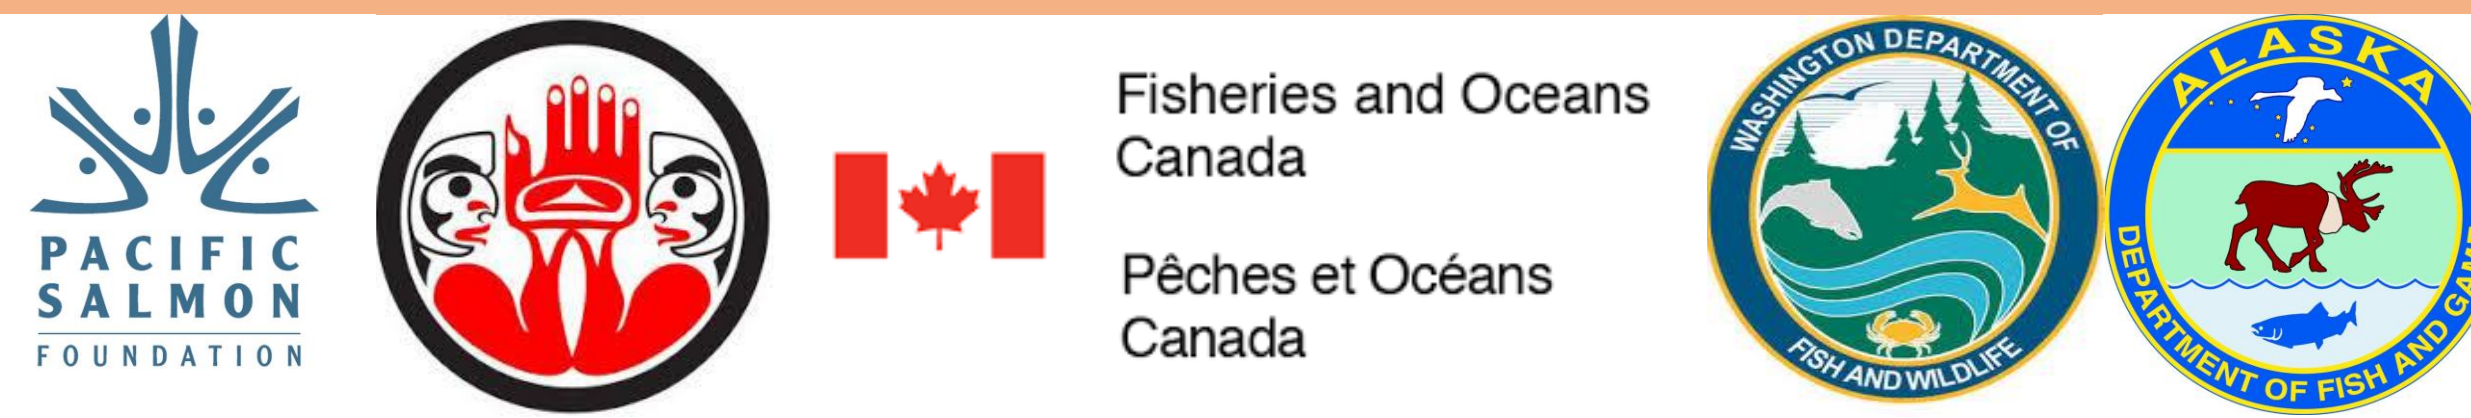 PACIFIC
SALMON
FOUNDATION
Fisheries and Oceans
Canada
Pêches et Océans
Canada
WASHINGTON DEPARTMENT OF
FISH AND WILDLIFE
ALASKA
DEPARTMENT OF FISH AND GAME